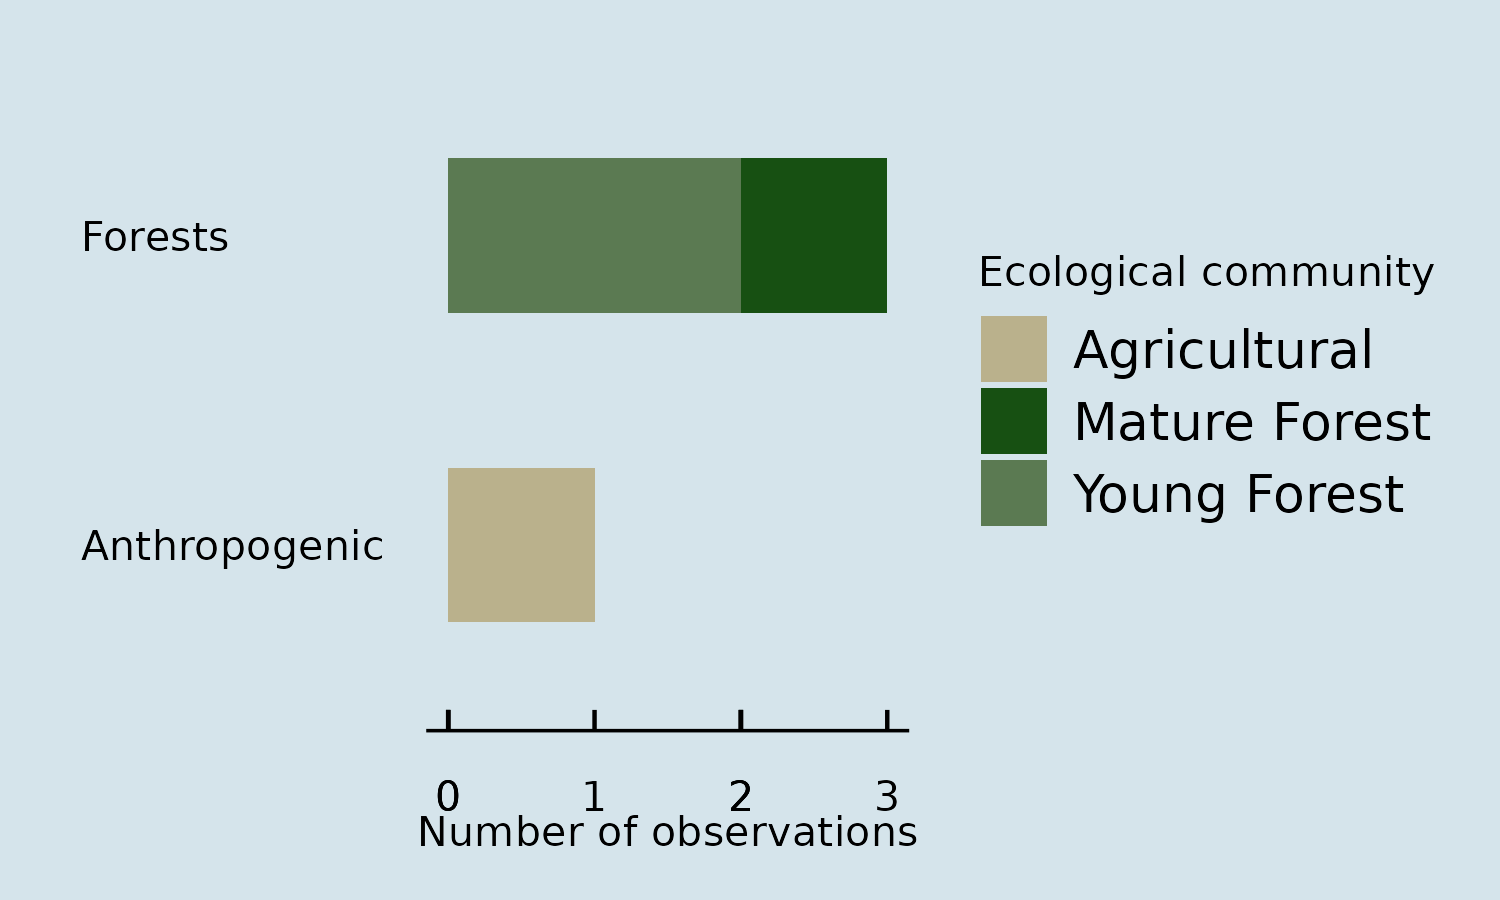 Forests
Anthropogenic
0 1 2 3
Number of observations
Ecological community
Agricultural
Mature Forest
Young Forest